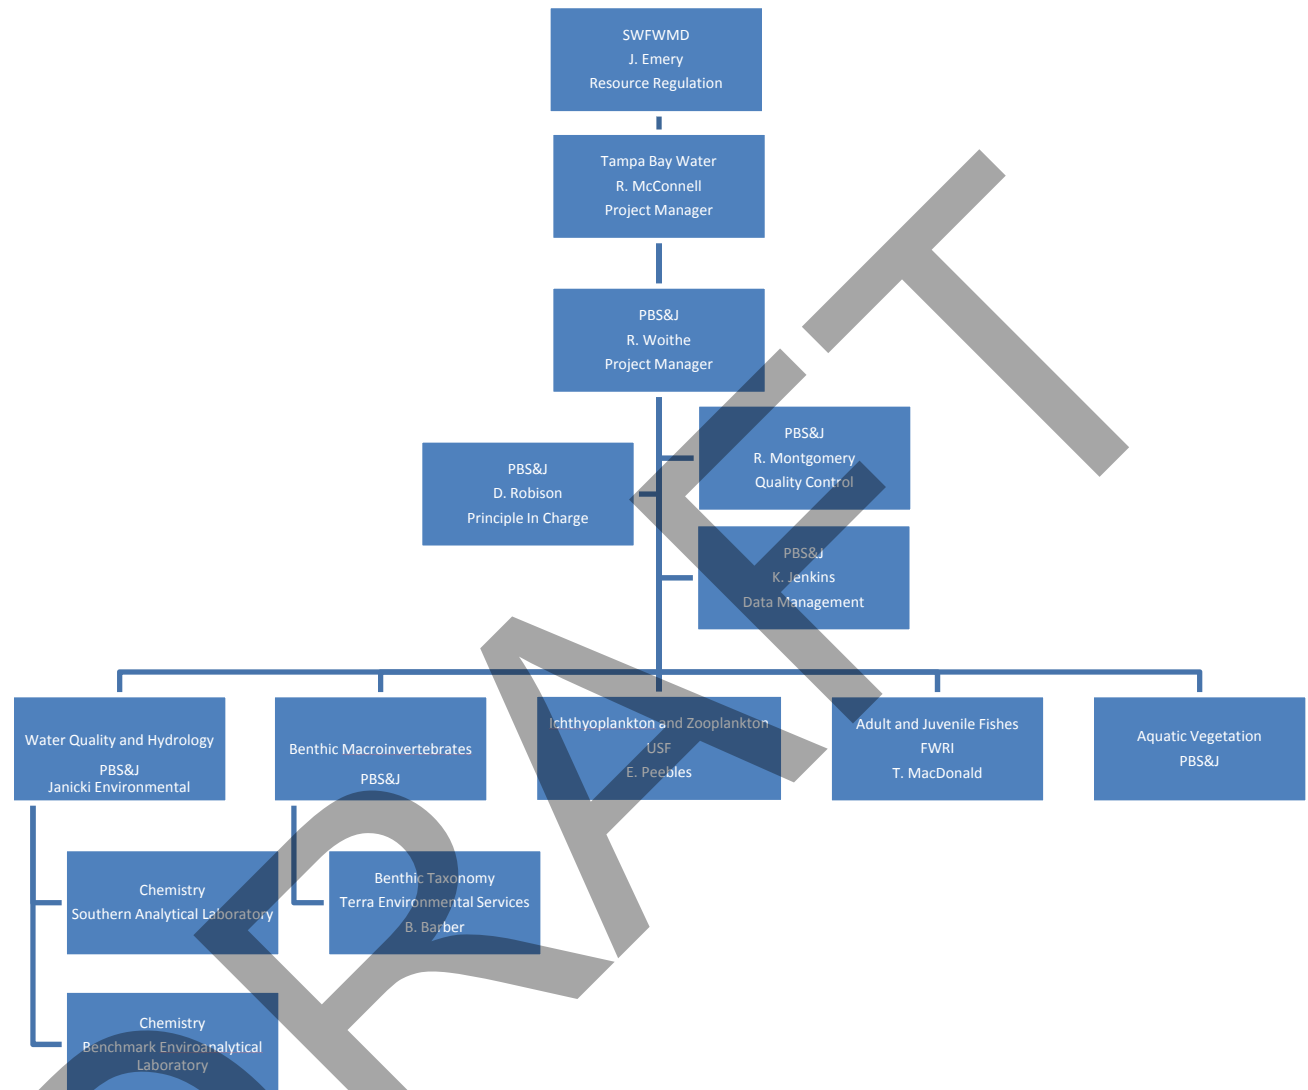 SWFWMD
J. Emery
Resource Regulation
Tampa Bay Water
R. McConnell
Project Manager
PBS&J
R. Woithe
Project Manager
PBS&J
R. Montgomery
Quality Control
PBS&J
D. Robison
Principle In Charge
PBS&J
K. Jenkins
Data Management
Water Quality and Hydrology
PBS&J
Janicki Environmental
Benthic Macroinvertebrates
PBS&J
Ichthyoplankton and Zooplankton
USF
E. Peebles
Adult and Juvenile Fishes
FWRI
T. MacDonald
Aquatic Vegetation
PBS&J
Chemistry
Southern Analytical Laboratory
Benthic Taxonomy
Terra Environmental Services
B. Barber
Chemistry
Benchmark Enviroanalytical
Laboratory
DRAFT